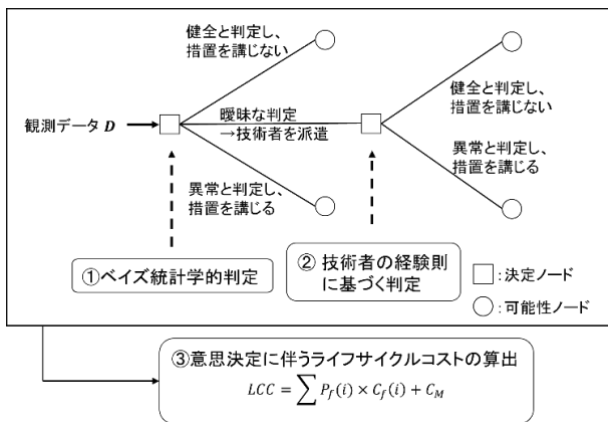 健全と判定し、
措置を講じない
観測データ D
曖昧な判定
→技術者を派遣
異常と判定し、
措置を講じる
健全と判定し、
措置を講じない
異常と判定し、
措置を講じる
①ベイズ統計学的判定
② 技術者の経験則
に基づく判定
:決定ノード
:可能性ノード
③意思決定に伴うライフサイクルコストの算出
LCC = ∑ P_f(i) × C_f(i) + C_M